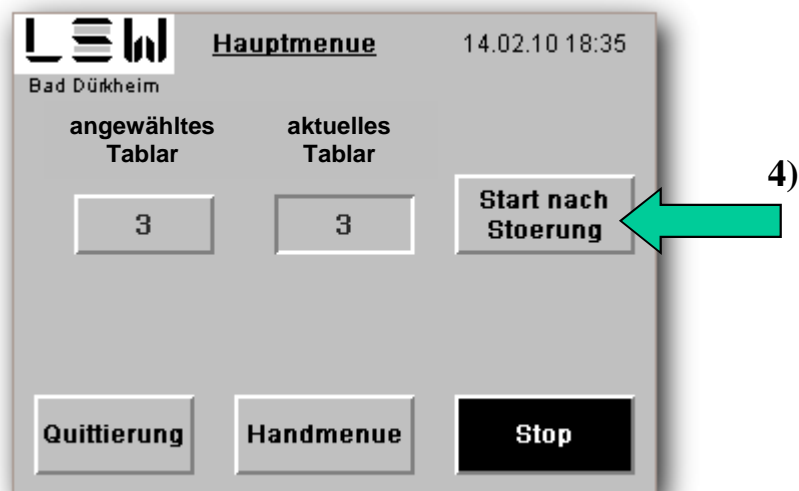 LSW Hauptmenue 14.02.10 18:35
Bad Dürkheim
angewähltes aktuelles
Tablar Tablar
4)
Start nach
3 3 Stoerung
Quittierung Handmenue Stop